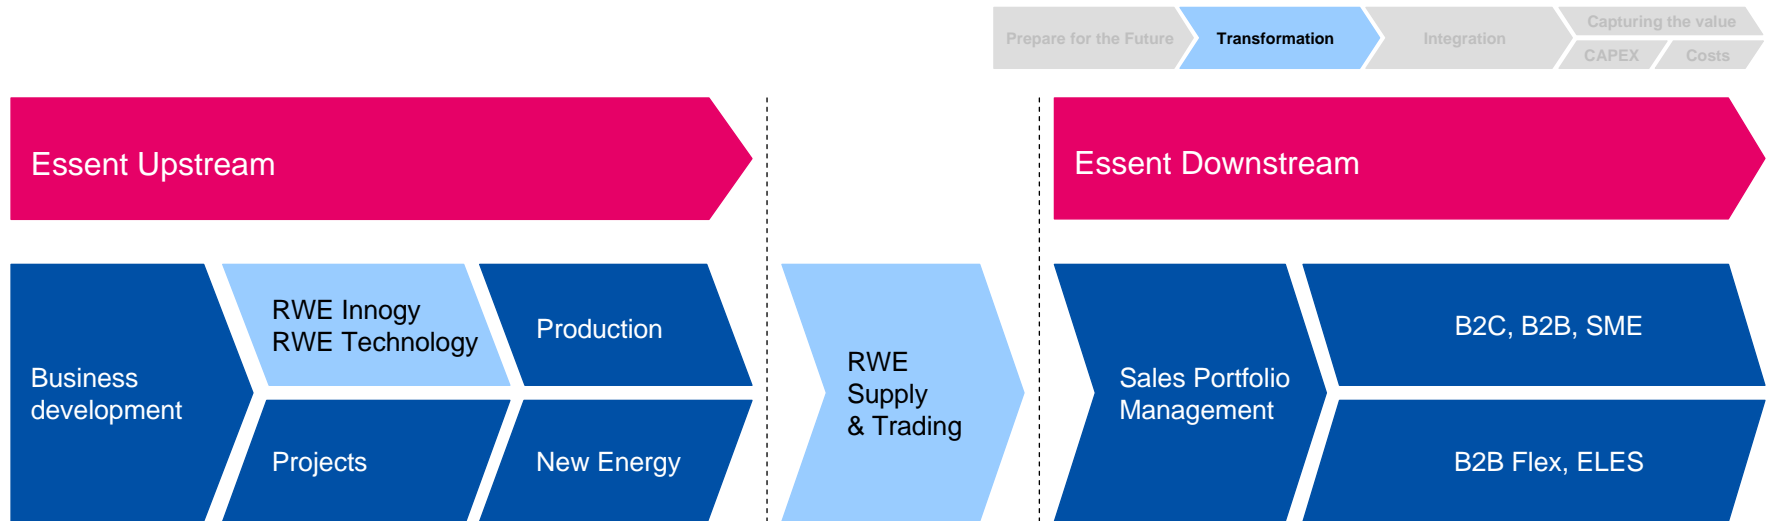 Prepare for the Future
Transformation
Integration
Capturing the value
CAPEX
Costs
Essent Upstream
Essent Downstream
Business
development
RWE Innogy
RWE Technology
Projects
Production
New Energy
RWE
Supply
& Trading
Sales Portfolio
Management
B2C, B2B, SME
B2B Flex, ELES